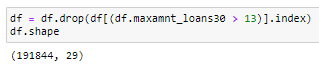 df = df.drop(df[(df.maxamnt_loans30 > 13)].index)
df.shape
(191844, 29)